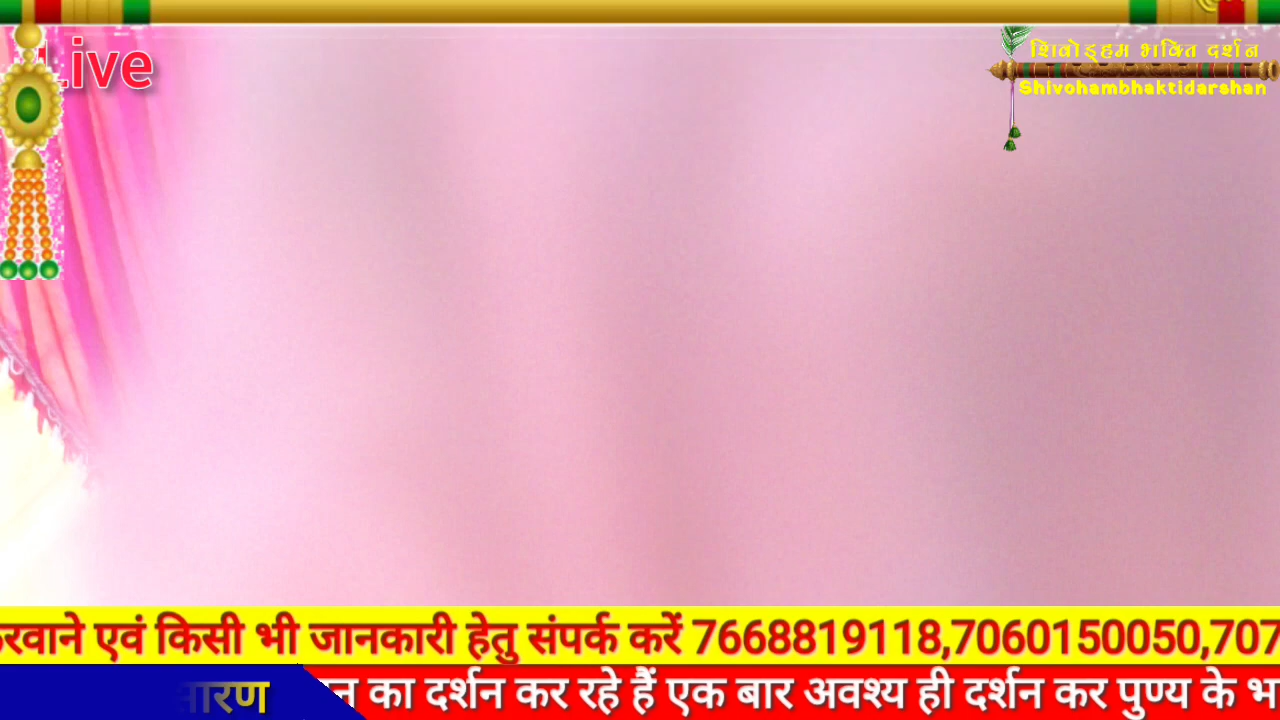 Live
शिवोऽहम भक्ति दर्शन
Shivohambhaktidarshan
एवं किसी भी जानकारी हेतु संपर्क करें 7668819118,7060150050,707
का दर्शन कर रहे हैं एक बार अवश्य ही दर्शन कर पुण्य के